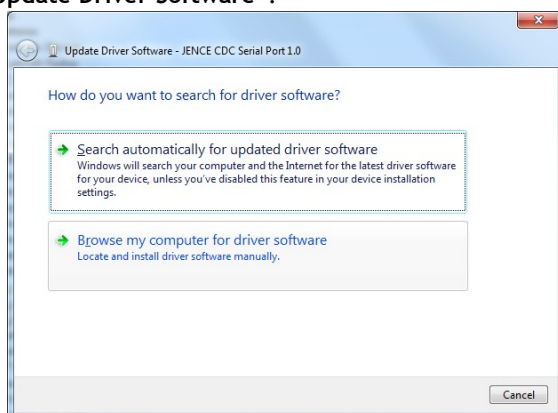 Update Driver Software".
Update Driver Software - JENCE CDC Serial Port 1.0
How do you want to search for driver software?
Search automatically for updated driver software
Windows will search your computer and the Internet for the latest driver software
for your device, unless you've disabled this feature in your device installation
settings.
Browse my computer for driver software
Locate and install driver software manually.
Cancel